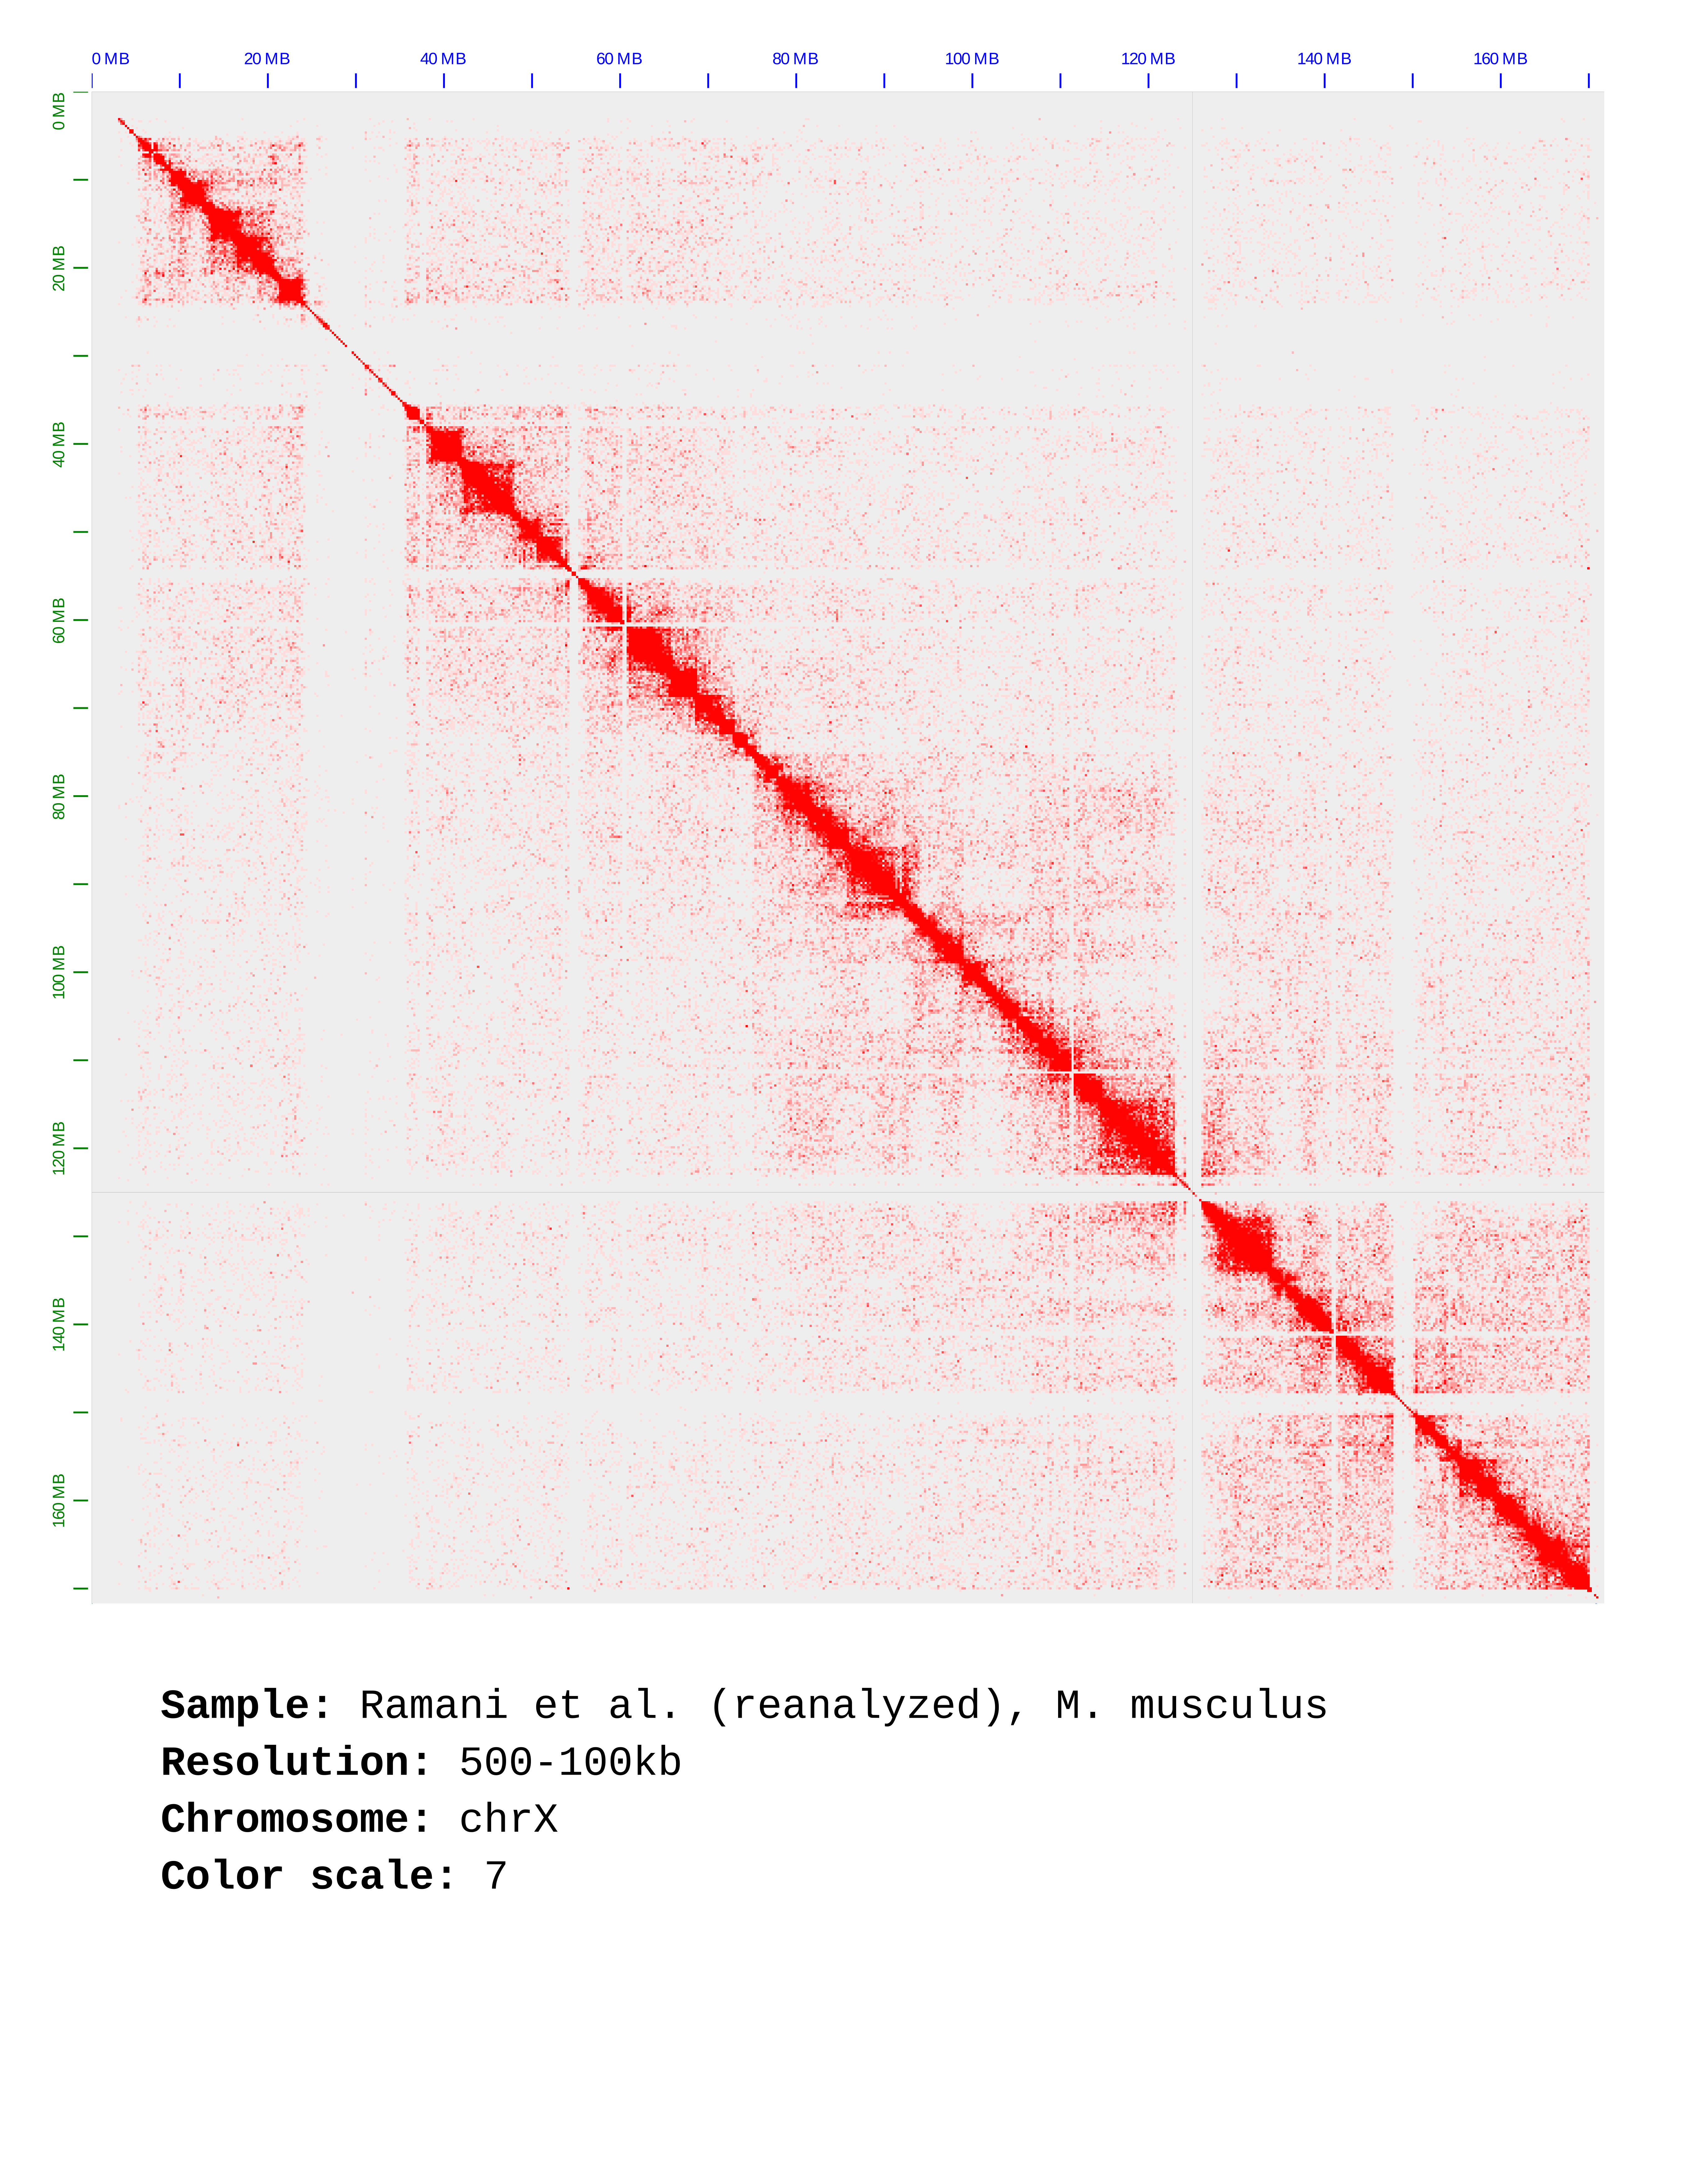 0 MB 20 MB 40 MB 60 MB 80 MB 100 MB 120 MB 140 MB 160 MB
0 MB
20 MB
40 MB
60 MB
80 MB
100 MB
120 MB
140 MB
160 MB
Sample: Ramani et al. (reanalyzed), M. musculus
Resolution: 500-100kb
Chromosome: chrX
Color scale: 7